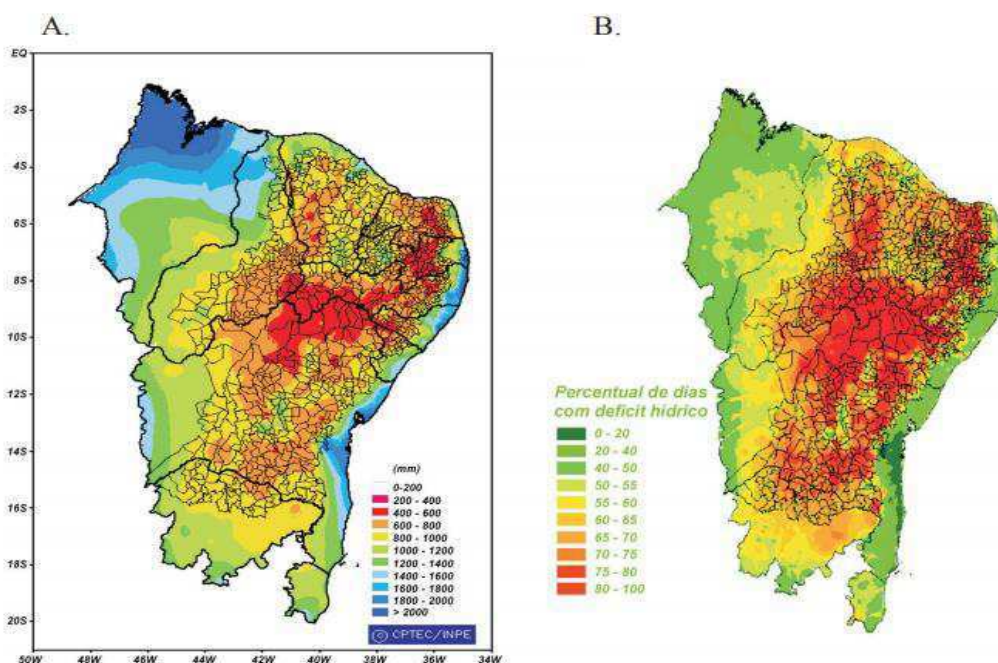 A.
B.
EQ
2S
4S
6S
8S
10S
12S
14S
16S
18S
20S
50W 48W 46W 44W 42W 40W 38W 36W 34W
(mm)
0-200
200 - 400
400 - 600
600 - 800
800 - 1000
1000 - 1200
1200 - 1400
1400 - 1600
1600 - 1800
1800 - 2000
> 2000
© CPTEC/INPE
Percentual de dias
com deficit hídrico
0 - 20
20 - 40
40 - 50
50 - 55
55 - 60
60 - 65
65 - 70
70 - 75
75 - 80
80 - 100